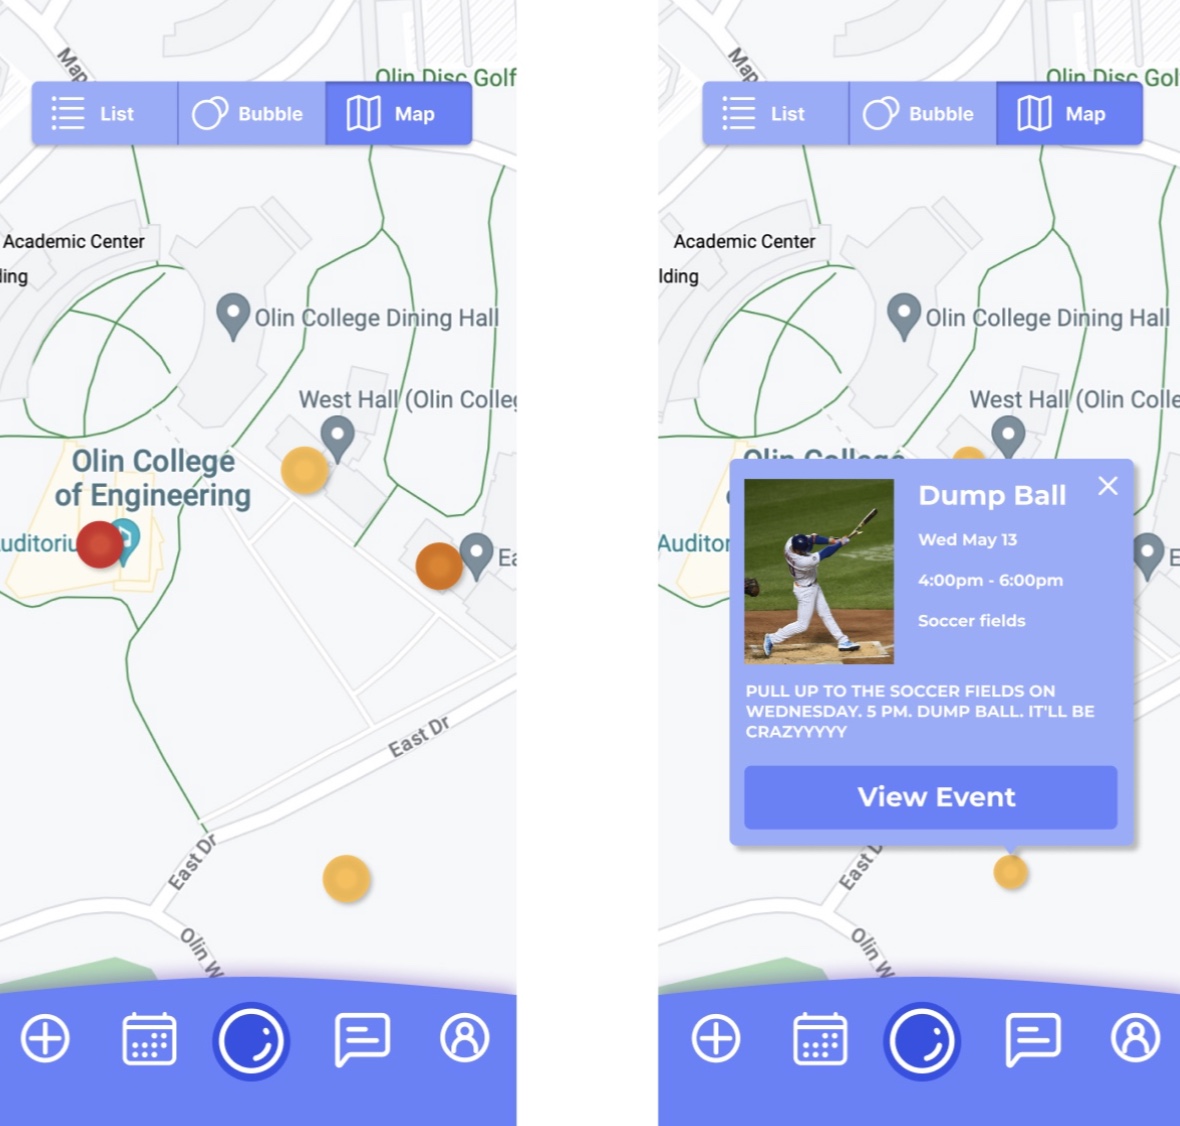 Map
Olin Disc Golf
List
Bubble
Map
Academic Center
ding
Olin College Dining Hall
West Hall (Olin Colleg
Olin College
of Engineering
uditoriu
Ea
East Dr
East Dr
Olin W
Map
Olin Disc Gol
List
Bubble
Map
Academic Center
lding
Olin College Dining Hall
West Hall (Olin Colle
Olin College
Auditor
E
Dump Ball
Wed May 13
4:00pm - 6:00pm
Soccer fields
PULL UP TO THE SOCCER FIELDS ON
WEDNESDAY. 5 PM. DUMP BALL. IT'LL BE
CRAZYYYYY
View Event
East D
Olin W